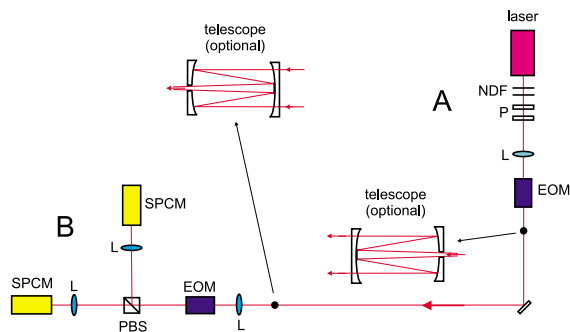 laser
telescope
(optional)
A
NDF
P
L
EOM
telescope
(optional)
SPCM
B
L
SPCM
L
EOM
L
PBS